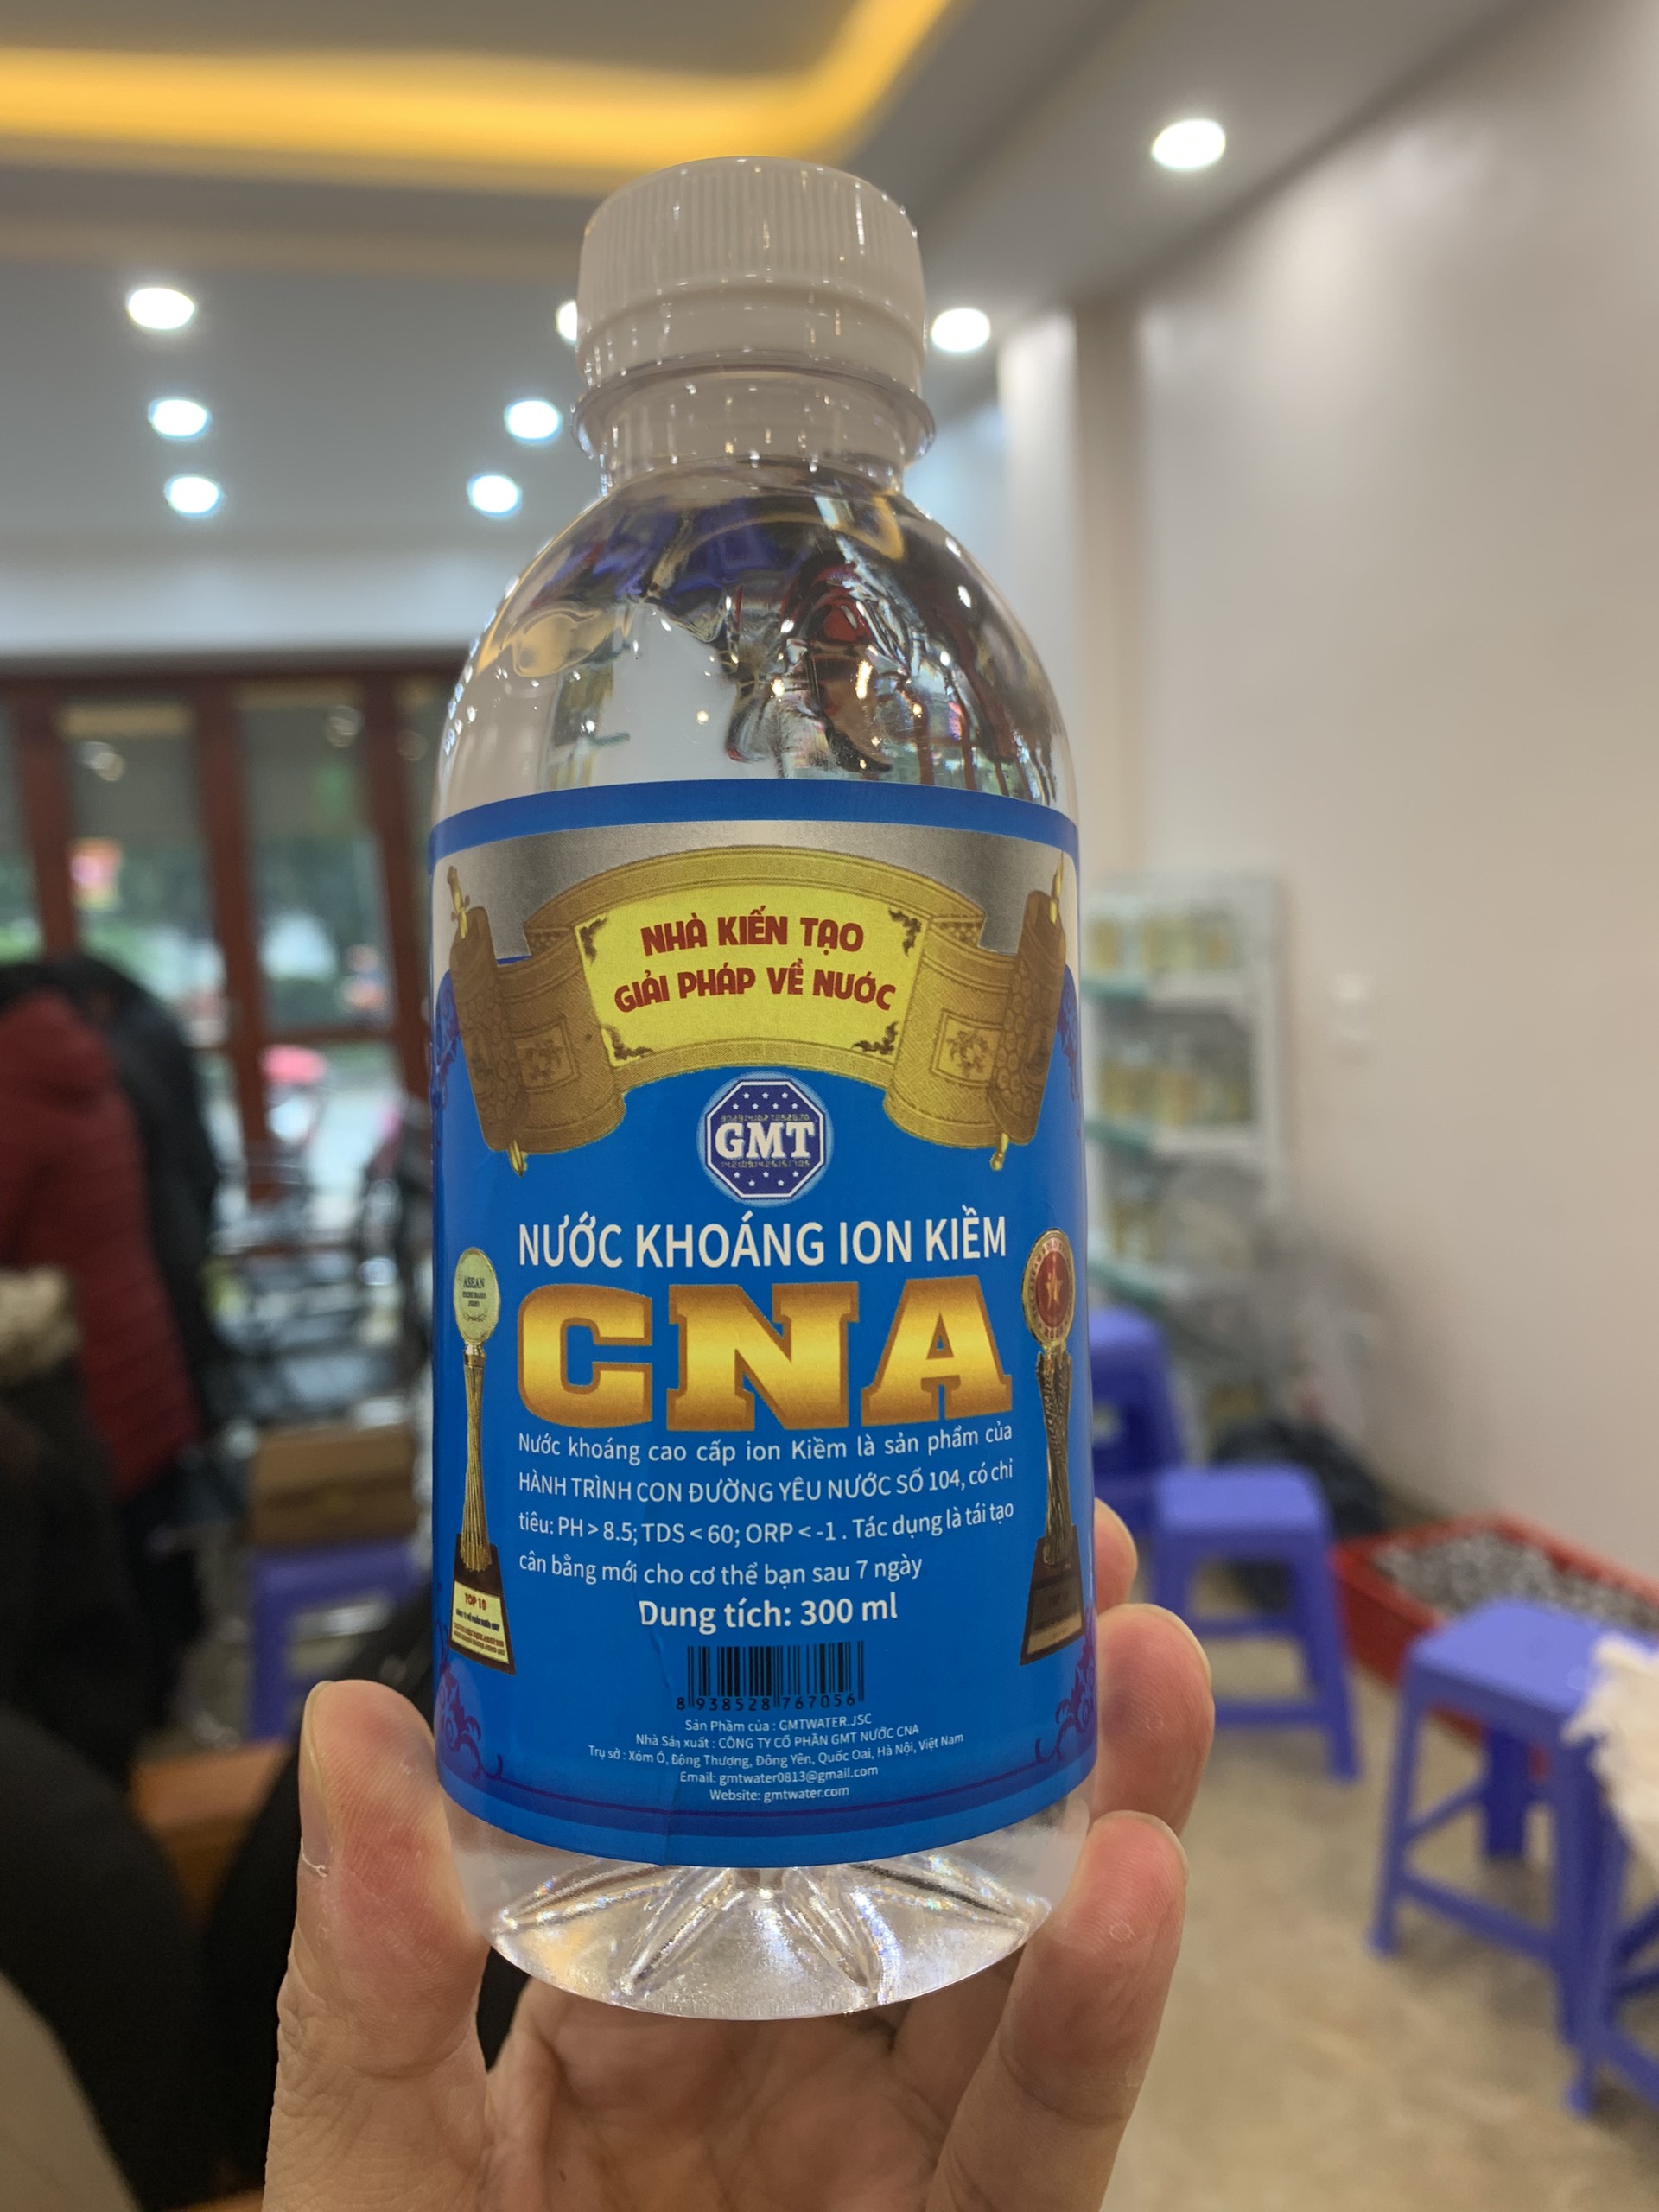 NHÀ KIẾN TẠO
GIẢI PHÁP VỀ NƯỚC
GMT
NƯỚC KHOÁNG ION KIỀM
CNA
ASEAN
Nước khoáng cao cấp ion Kiềm là sản phẩm của
HÀNH TRÌNH CON ĐƯỜNG YÊU NƯỚC SỐ 104, có chỉ
tiêu: PH > 8.5; TDS < 60; ORP < -1 . Tác dụng là tái tạo
cân bằng mới cho cơ thể bạn sau 7 ngày
TOP 10
Dung tích: 300 ml
8 938528 767056
Sản Phầm của : GMTWATER.JSC
Nhà Sản xuất : CÔNG TY CỔ PHẦN GMT NƯỚC CNA
Trụ sở : Xóm Ó, Động Thượng, Đông Yên, Quốc Oai, Hà Nội, Việt Nam
Email: gmtwater0813@gmail.com
Website: gmtwater.com